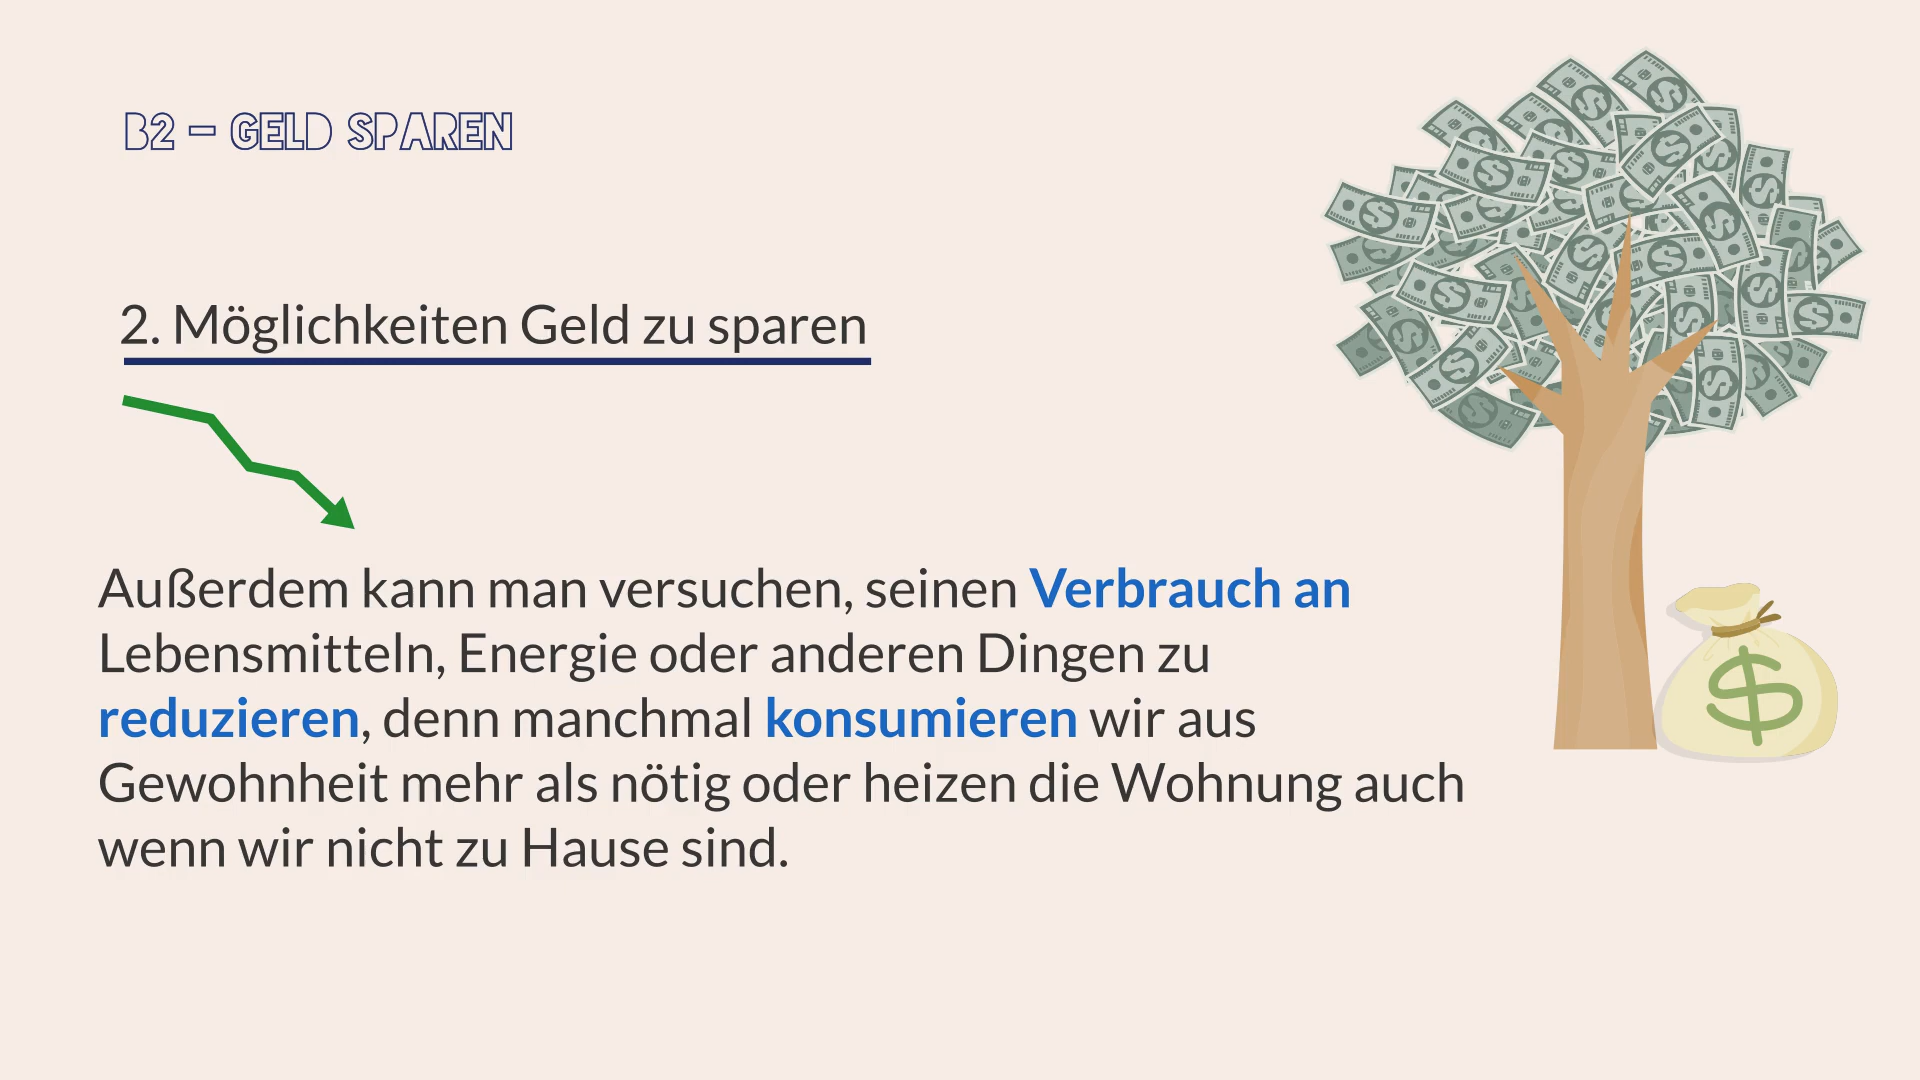 B2 – GELD SPAREN
2. Möglichkeiten Geld zu sparen
Außerdem kann man versuchen, seinen Verbrauch an
Lebensmitteln, Energie oder anderen Dingen zu
reduzieren, denn manchmal konsumieren wir aus
Gewohnheit mehr als nötig oder heizen die Wohnung auch
wenn wir nicht zu Hause sind.